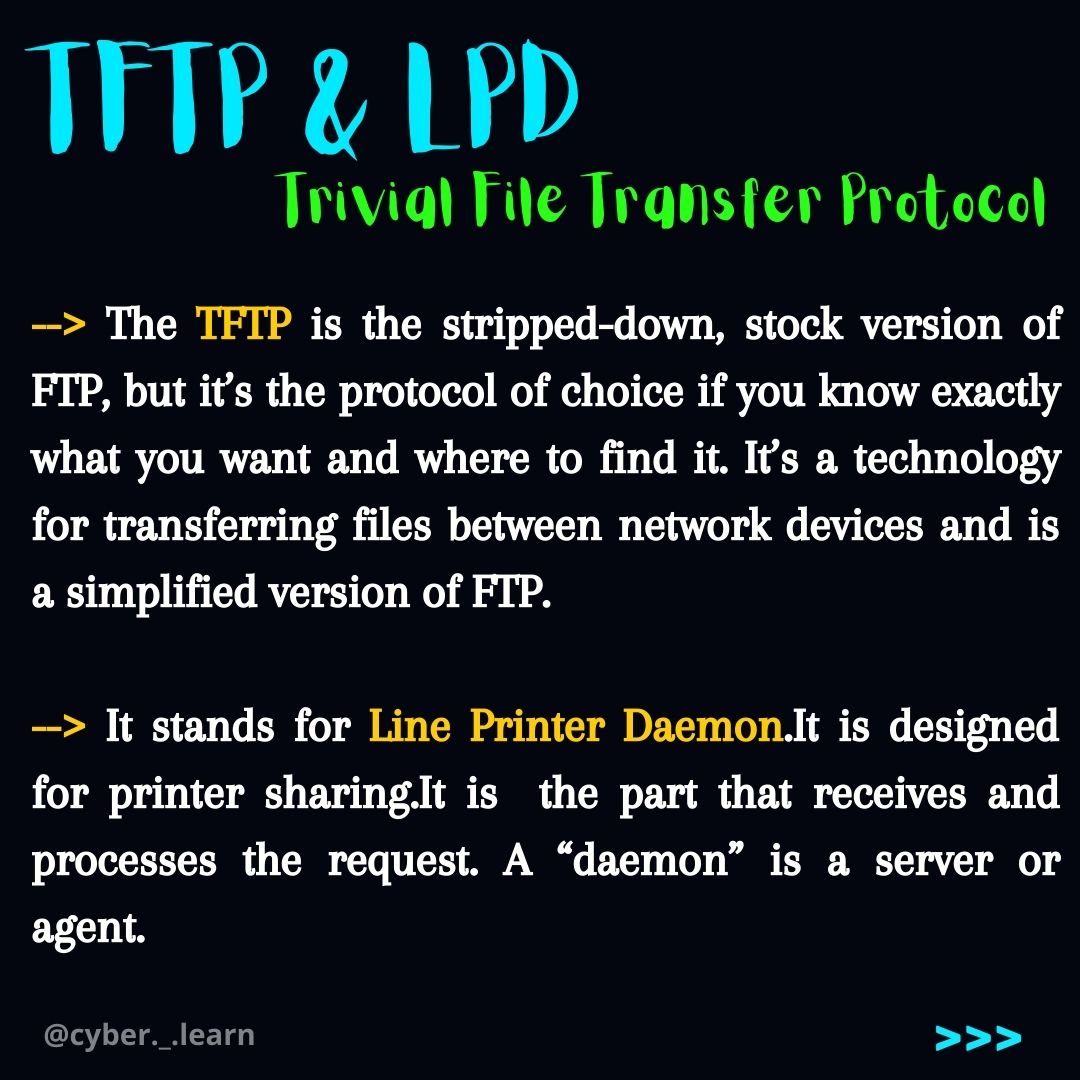 TFTP & LPD
Trivial File Transfer Protocol
--> The TFTP is the stripped-down, stock version of
FTP, but it’s the protocol of choice if you know exactly
what you want and where to find it. It’s a technology
for transferring files between network devices and is
a simplified version of FTP.
--> It stands for Line Printer Daemon.It is designed
for printer sharing.It is the part that receives and
processes the request. A “daemon” is a server or
agent.
@cyber._.learn
>>>